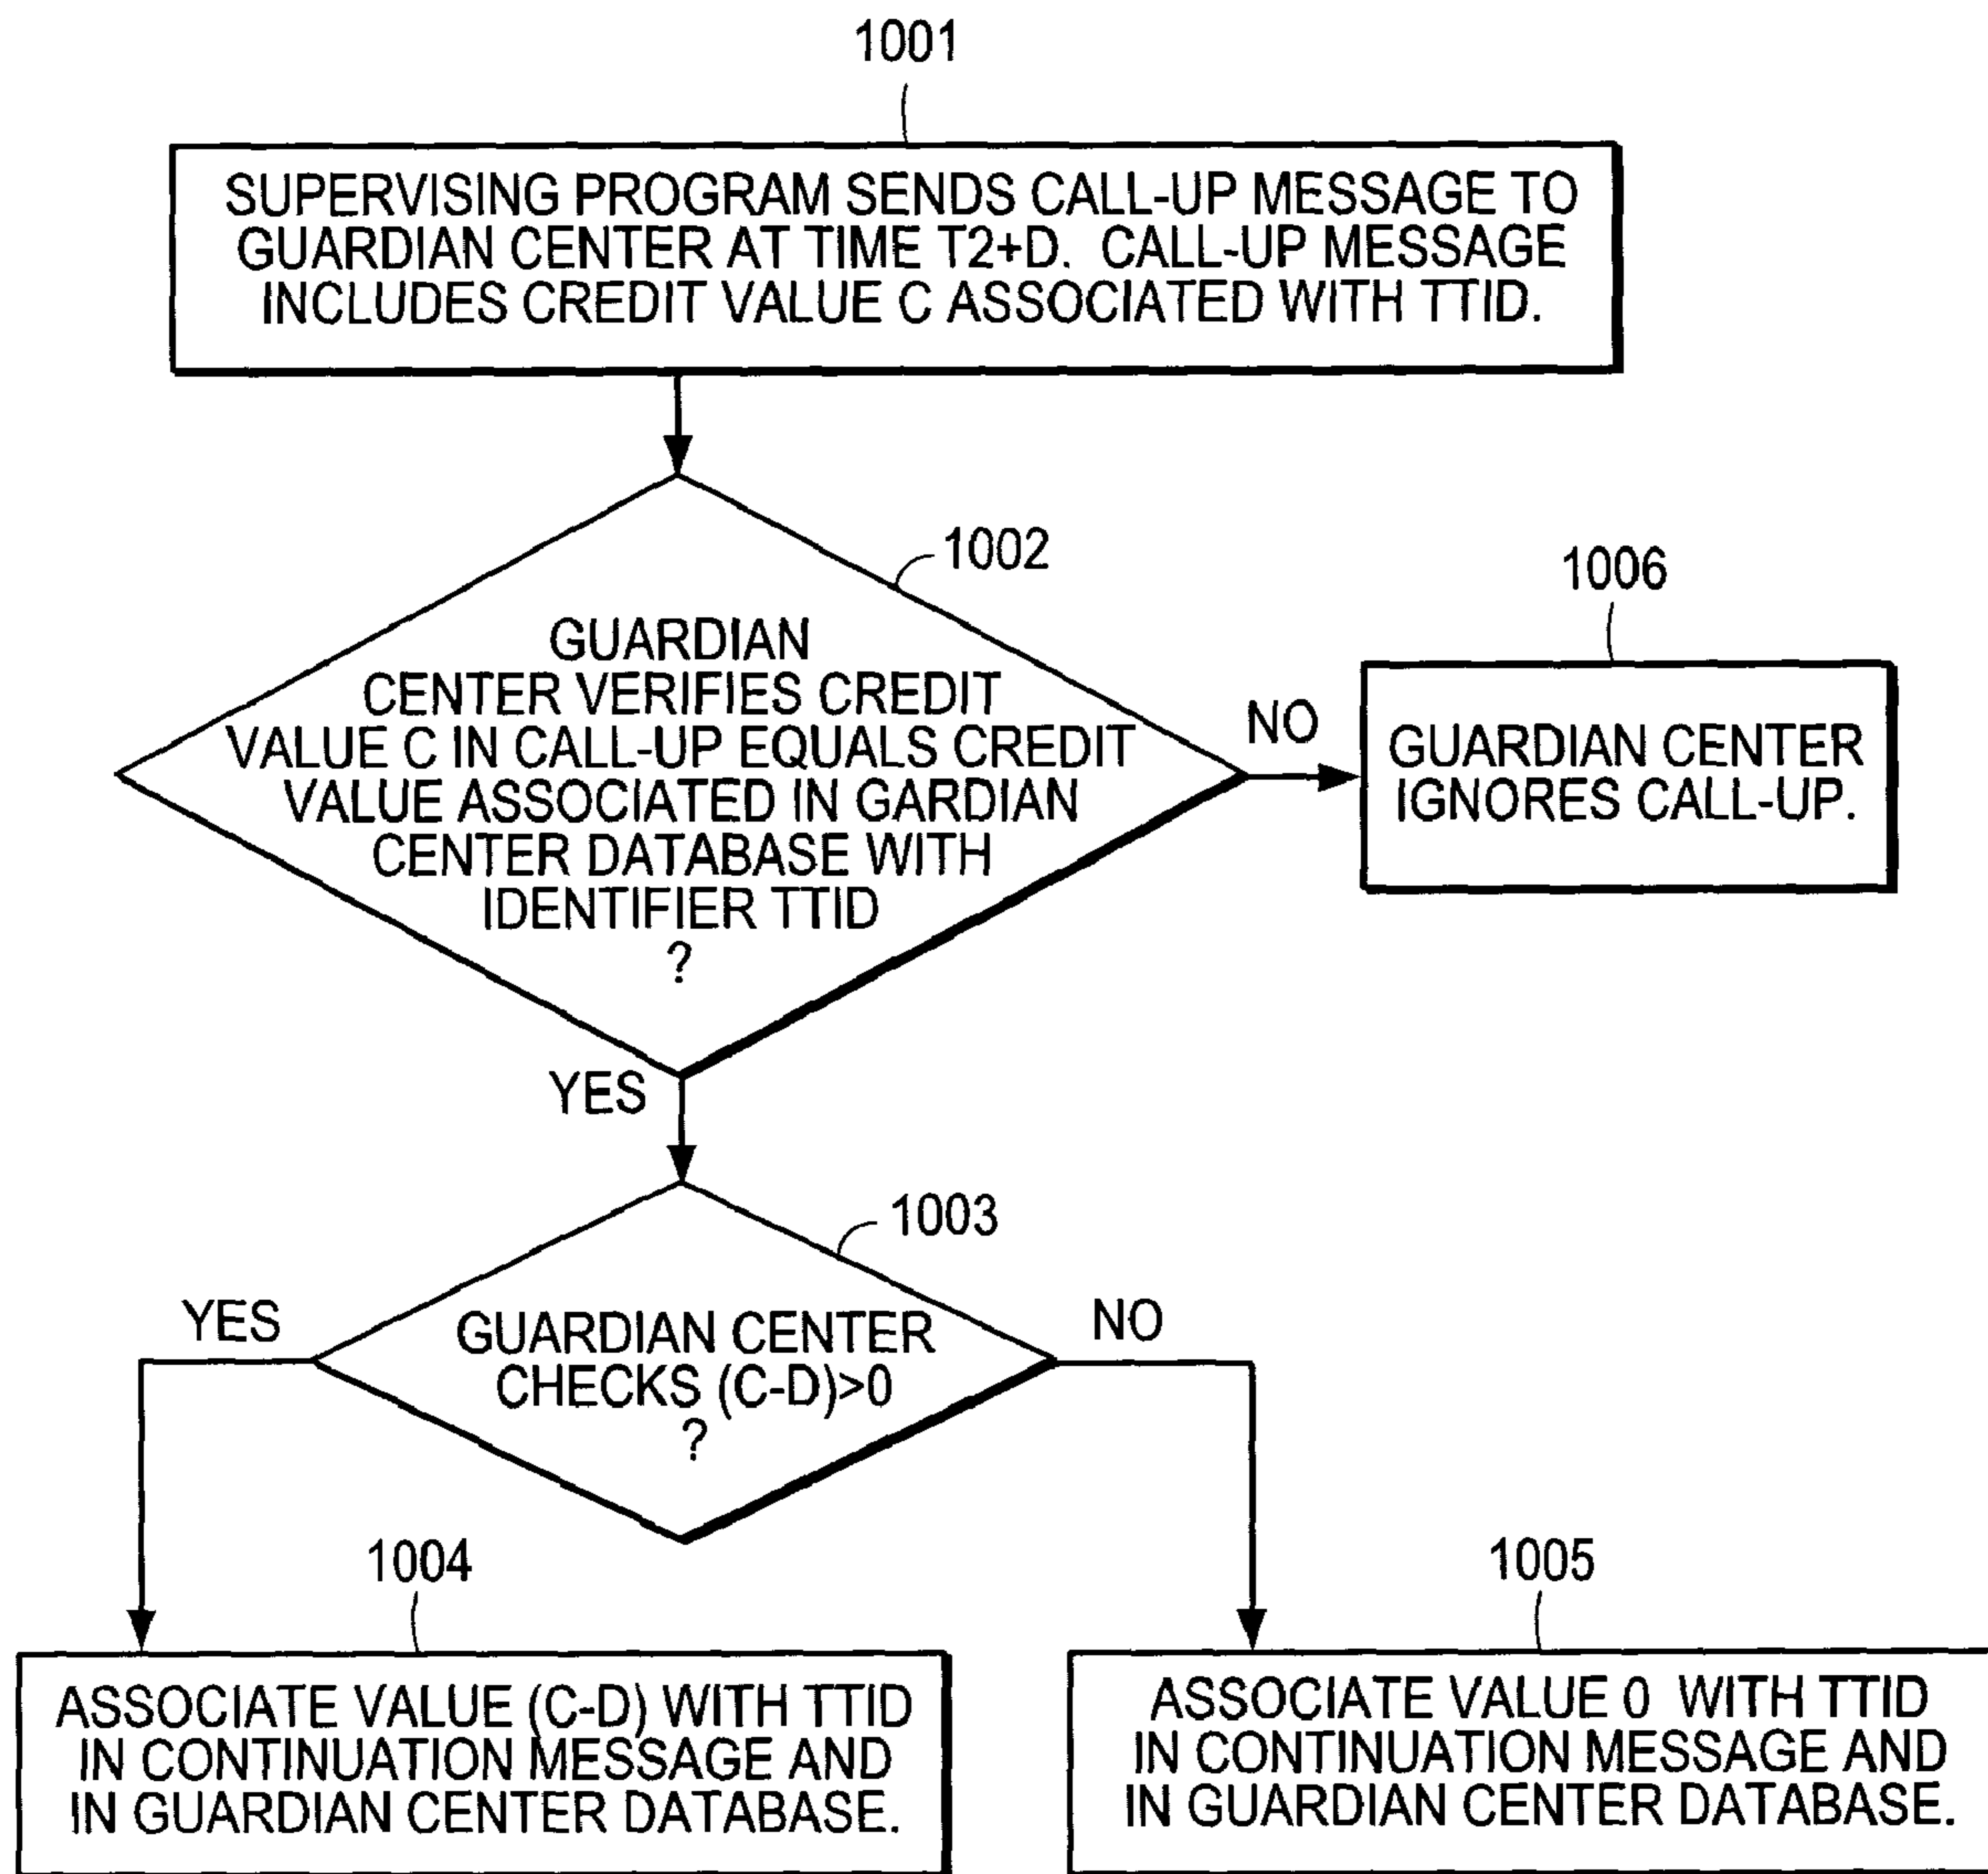 1001
SUPERVISING PROGRAM SENDS CALL-UP MESSAGE TO
GUARDIAN CENTER AT TIME T2+D. CALL-UP MESSAGE
INCLUDES CREDIT VALUE C ASSOCIATED WITH TTID.
1002
GUARDIAN
CENTER VERIFIES CREDIT
VALUE C IN CALL-UP EQUALS CREDIT
VALUE ASSOCIATED IN GARDIAN
CENTER DATABASE WITH
IDENTIFIER TTID
?
NO
1006
GUARDIAN CENTER
IGNORES CALL-UP.
YES
1003
GUARDIAN CENTER
CHECKS (C-D)>0
?
YES
NO
1004
ASSOCIATE VALUE (C-D) WITH TTID
IN CONTINUATION MESSAGE AND
IN GUARDIAN CENTER DATABASE.
1005
ASSOCIATE VALUE 0 WITH TTID
IN CONTINUATION MESSAGE AND
IN GUARDIAN CENTER DATABASE.